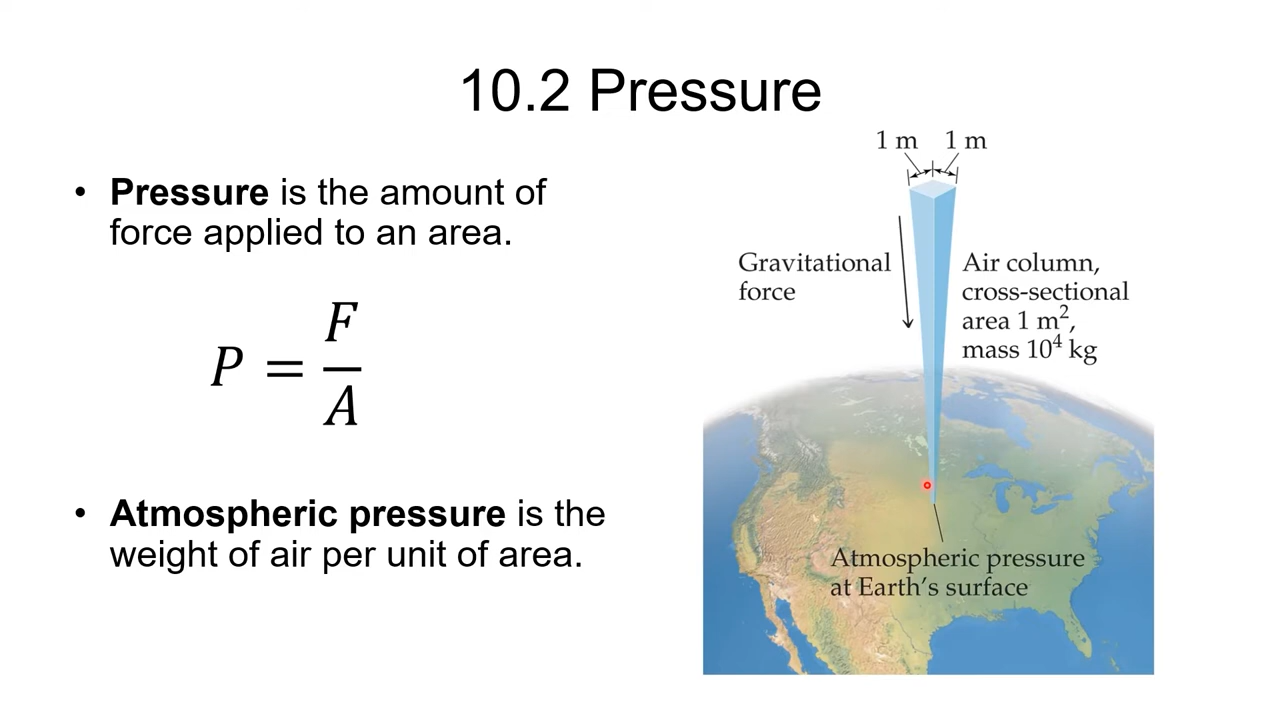 10.2 Pressure
• Pressure is the amount of
force applied to an area.
P = F/A
• Atmospheric pressure is the
weight of air per unit of area.
1 m 1 m
Gravitational
force
Air column,
cross-sectional
area 1 m²,
mass 10⁴ kg
Atmospheric pressure
at Earth’s surface